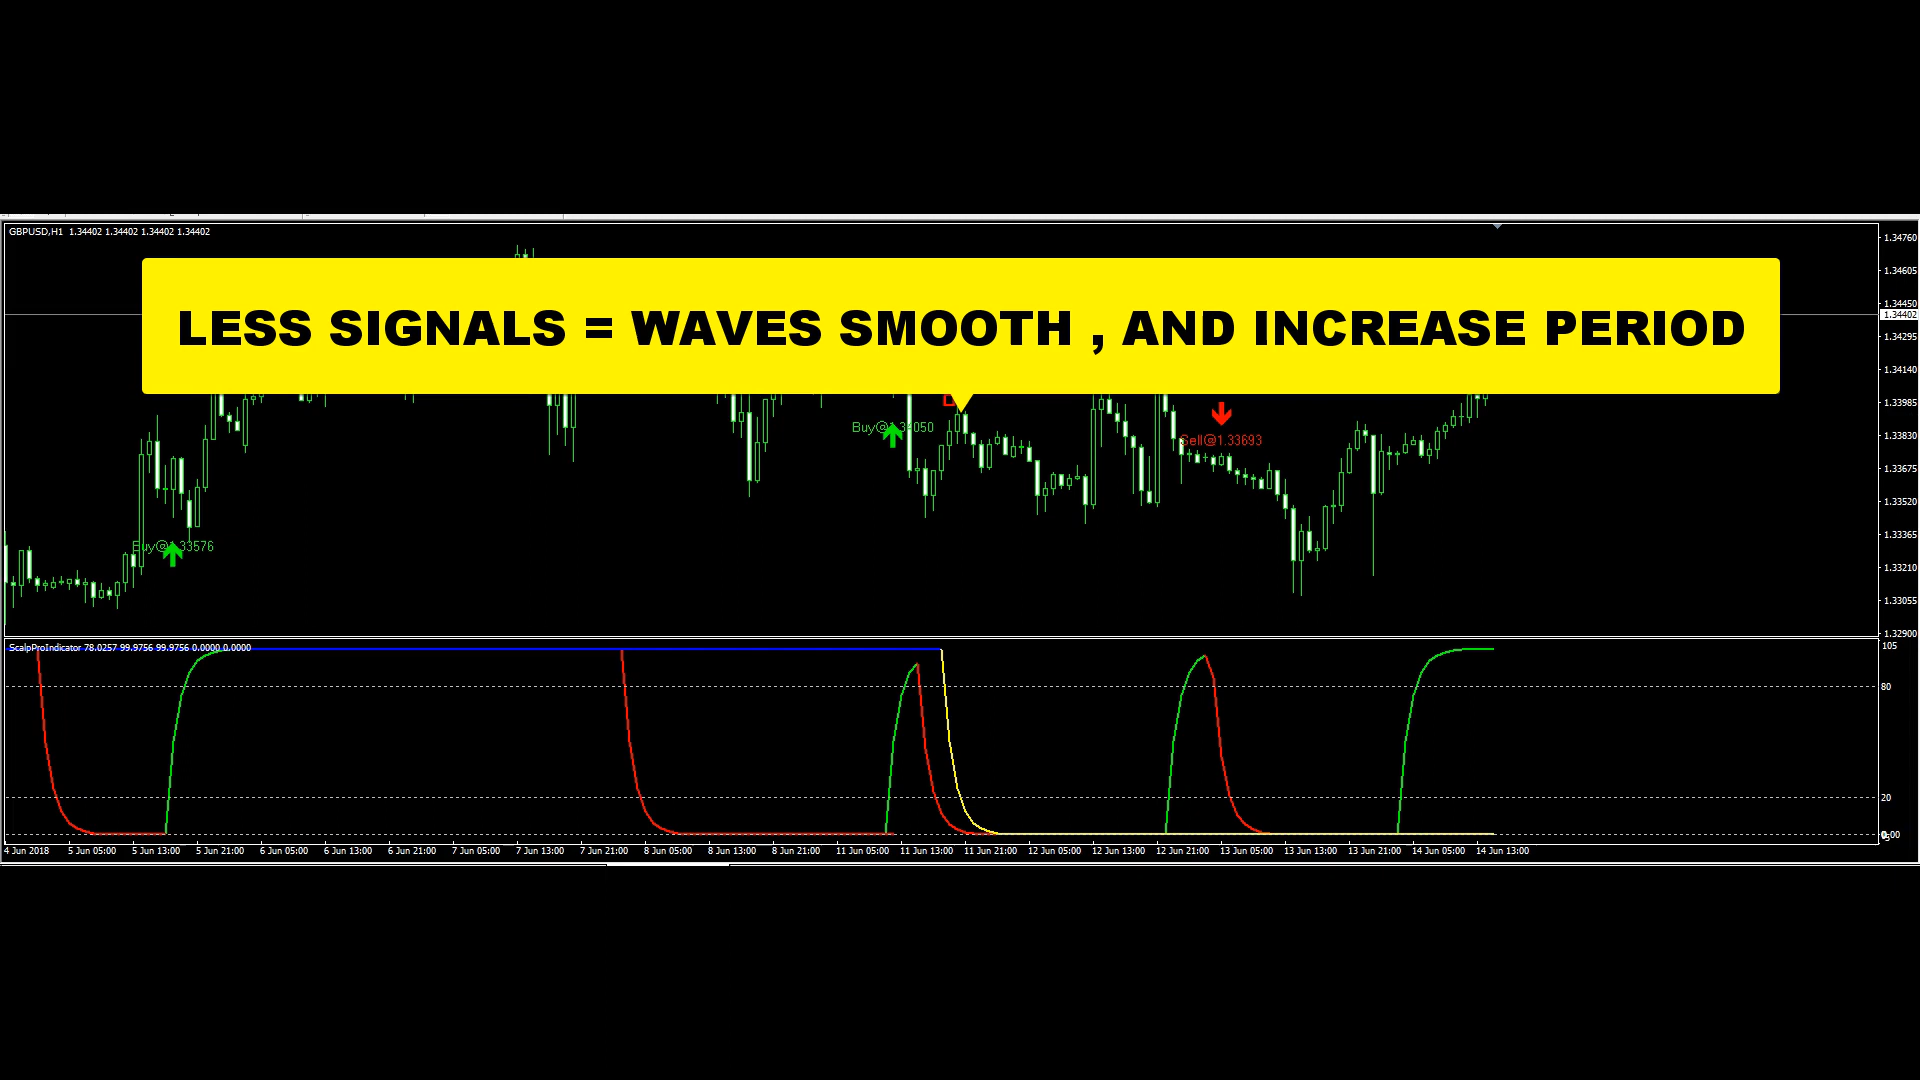 GBPUSD,H1 1.34402 1.34402 1.34402 1.34402
1.34760
1.34605
1.34450
1.34402
1.34295
1.34140
1.33985
1.33830
1.33675
1.33520
1.33365
1.33210
1.33055
1.32900
LESS SIGNALS = WAVES SMOOTH , AND INCREASE PERIOD
Sell@1.33693
Buy@1.33576
ScalpProIndicator 78.0257 99.9756 99.9756 0.0000 0.0000
105
80
20
4 Jun 2018 5 Jun 05:00 5 Jun 13:00 5 Jun 21:00 6 Jun 05:00 6 Jun 13:00 6 Jun 21:00 7 Jun 05:00 7 Jun 13:00 7 Jun 21:00 8 Jun 05:00 8 Jun 13:00 8 Jun 21:00 11 Jun 05:00 11 Jun 13:00 11 Jun 21:00 12 Jun 05:00 12 Jun 13:00 12 Jun 21:00 13 Jun 05:00 13 Jun 13:00 13 Jun 21:00 14 Jun 05:00 14 Jun 13:00